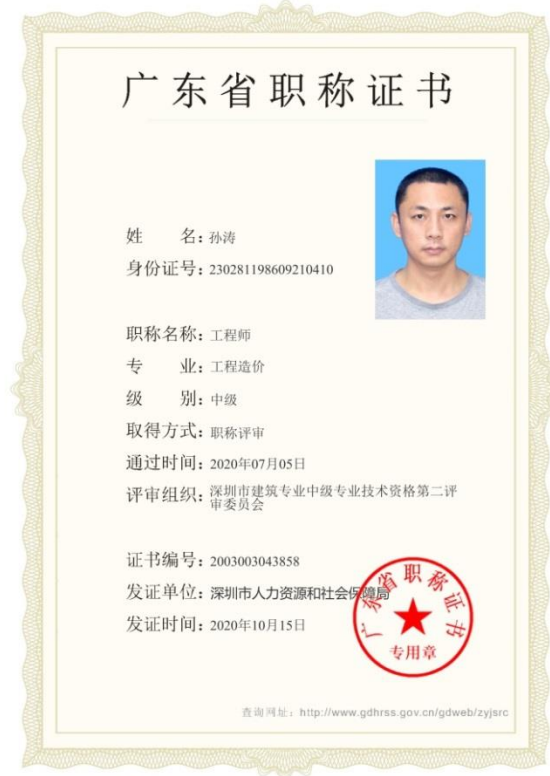 广东省职称证书
姓　　名：孙涛
身份证号：230281198609210410
职称名称：工程师
专　　业：工程造价
级　　别：中级
取得方式：职称评审
通过时间：2020年07月05日
评审组织：深圳市建筑专业中级专业技术资格第二评
审委员会
证书编号：2003003043858
发证单位：深圳市人力资源和社会保障局
发证时间：2020年10月15日
广东省职称证书
专用章
查询网址：http://www.gdhrss.gov.cn/gdweb/zyjsrc